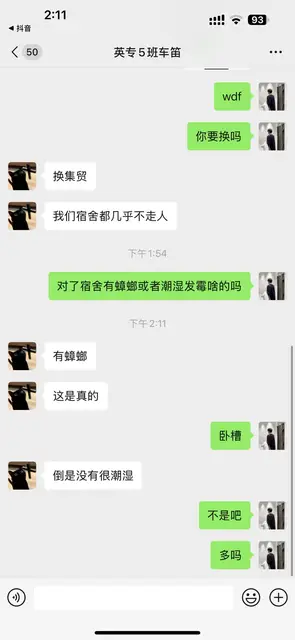 2:11
93
抖音
50
英专5班车笛
wdf
你要换吗
换集贸
我们宿舍都几乎不走人
下午1:54
对了宿舍有蟑螂或者潮湿发霉啥的吗
下午2:11
有蟑螂
这是真的
卧槽
倒是没有很潮湿
不是吧
多吗